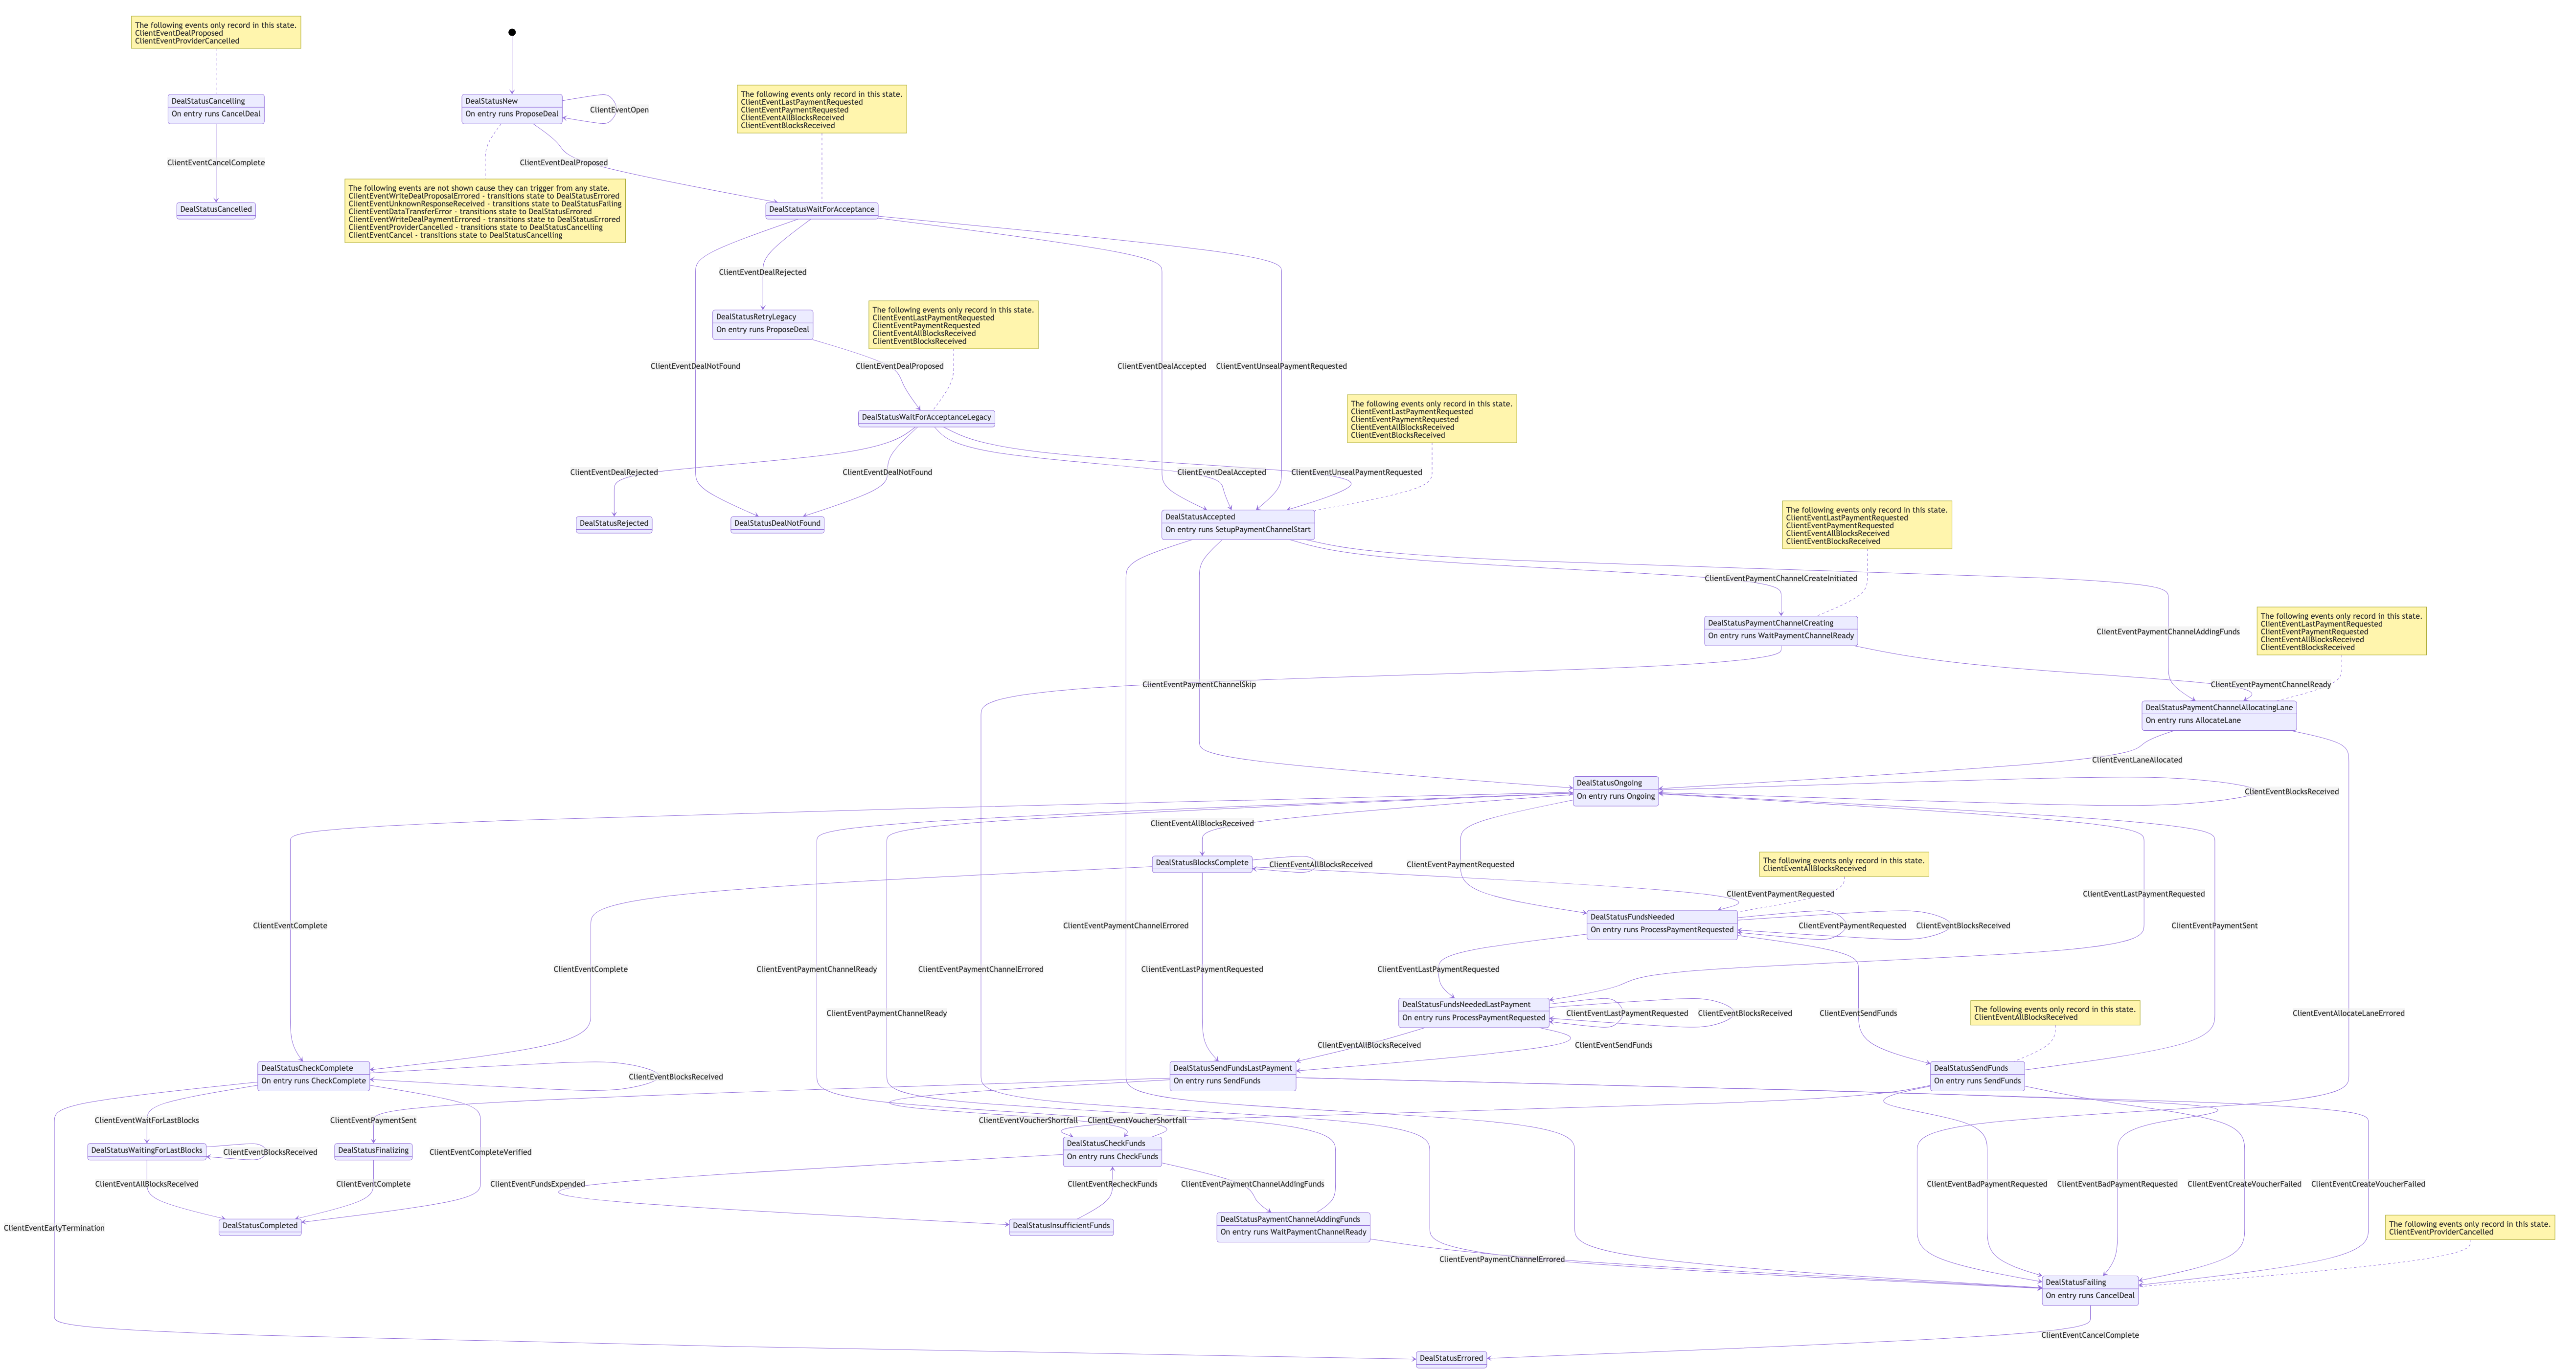 The following events only record in this state.
ClientEventDealProposed
ClientEventProviderCancelled
DealStatusCancelling
On entry runs CancelDeal
ClientEventCancelComplete
DealStatusCancelled
DealStatusNew
On entry runs ProposeDeal
ClientEventOpen
ClientEventDealProposed
The following events are not shown cause they can trigger from any state.
ClientEventWriteDealProposalErrored - transitions state to DealStatusErrored
ClientEventUnknownResponseReceived - transitions state to DealStatusFailing
ClientEventDataTransferError - transitions state to DealStatusErrored
ClientEventWriteDealPaymentErrored - transitions state to DealStatusErrored
ClientEventProviderCancelled - transitions state to DealStatusCancelling
ClientEventCancel - transitions state to DealStatusCancelling
The following events only record in this state.
ClientEventLastPaymentRequested
ClientEventPaymentRequested
ClientEventAllBlocksReceived
ClientEventBlocksReceived
DealStatusWaitForAcceptance
ClientEventDealRejected
DealStatusRetryLegacy
On entry runs ProposeDeal
The following events only record in this state.
ClientEventLastPaymentRequested
ClientEventPaymentRequested
ClientEventAllBlocksReceived
ClientEventBlocksReceived
ClientEventDealNotFound
ClientEventDealProposed
ClientEventDealAccepted
ClientEventUnsealPaymentRequested
DealStatusWaitForAcceptanceLegacy
The following events only record in this state.
ClientEventLastPaymentRequested
ClientEventPaymentRequested
ClientEventAllBlocksReceived
ClientEventBlocksReceived
ClientEventDealRejected
ClientEventDealNotFound
ClientEventDealAccepted
ClientEventUnsealPaymentRequested
DealStatusRejected
DealStatusDealNotFound
DealStatusAccepted
On entry runs SetupPaymentChannelStart
The following events only record in this state.
ClientEventLastPaymentRequested
ClientEventPaymentRequested
ClientEventAllBlocksReceived
ClientEventBlocksReceived
ClientEventPaymentChannelCreateInitiated
DealStatusPaymentChannelCreating
On entry runs WaitPaymentChannelReady
ClientEventPaymentChannelAddingFunds
The following events only record in this state.
ClientEventLastPaymentRequested
ClientEventPaymentRequested
ClientEventAllBlocksReceived
ClientEventBlocksReceived
ClientEventPaymentChannelSkip
ClientEventPaymentChannelReady
DealStatusPaymentChannelAllocatingLane
On entry runs AllocateLane
ClientEventLaneAllocated
DealStatusOngoing
On entry runs Ongoing
ClientEventBlocksReceived
ClientEventAllBlocksReceived
DealStatusBlocksComplete
ClientEventAllBlocksReceived
ClientEventPaymentRequested
The following events only record in this state.
ClientEventAllBlocksReceived
ClientEventPaymentRequested
ClientEventLastPaymentRequested
DealStatusFundsNeeded
On entry runs ProcessPaymentRequested
ClientEventPaymentRequested
ClientEventBlocksReceived
ClientEventPaymentSent
ClientEventComplete
ClientEventPaymentChannelErrored
ClientEventComplete
ClientEventPaymentChannelReady
ClientEventPaymentChannelErrored
ClientEventLastPaymentRequested
ClientEventLastPaymentRequested
DealStatusFundsNeededLastPayment
On entry runs ProcessPaymentRequested
ClientEventLastPaymentRequested
ClientEventBlocksReceived
ClientEventPaymentChannelReady
ClientEventSendFunds
The following events only record in this state.
ClientEventAllBlocksReceived
ClientEventAllocateLaneErrored
ClientEventAllBlocksReceived
ClientEventSendFunds
DealStatusCheckComplete
On entry runs CheckComplete
ClientEventBlocksReceived
DealStatusSendFundsLastPayment
On entry runs SendFunds
DealStatusSendFunds
On entry runs SendFunds
ClientEventWaitForLastBlocks
ClientEventPaymentSent
ClientEventVoucherShortfall
ClientEventVoucherShortfall
DealStatusWaitingForLastBlocks
ClientEventBlocksReceived
DealStatusFinalizing
ClientEventCompleteVerified
DealStatusCheckFunds
On entry runs CheckFunds
ClientEventAllBlocksReceived
ClientEventComplete
ClientEventFundsExpended
ClientEventRecheckFunds
ClientEventPaymentChannelAddingFunds
ClientEventBadPaymentRequested
ClientEventBadPaymentRequested
ClientEventCreateVoucherFailed
ClientEventCreateVoucherFailed
ClientEventEarlyTermination
DealStatusCompleted
DealStatusInsufficientFunds
DealStatusPaymentChannelAddingFunds
On entry runs WaitPaymentChannelReady
The following events only record in this state.
ClientEventProviderCancelled
ClientEventPaymentChannelErrored
DealStatusFailing
On entry runs CancelDeal
ClientEventCancelComplete
DealStatusErrored